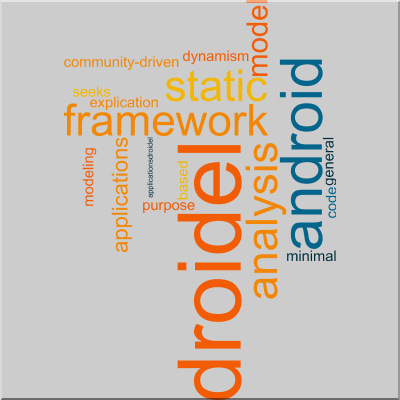 model
dynamism
community-driven
static
seeks
explication
framework
android
applicationsdroidel
applications
modeling
based
droidel
analysis
general
code
purpose
minimal